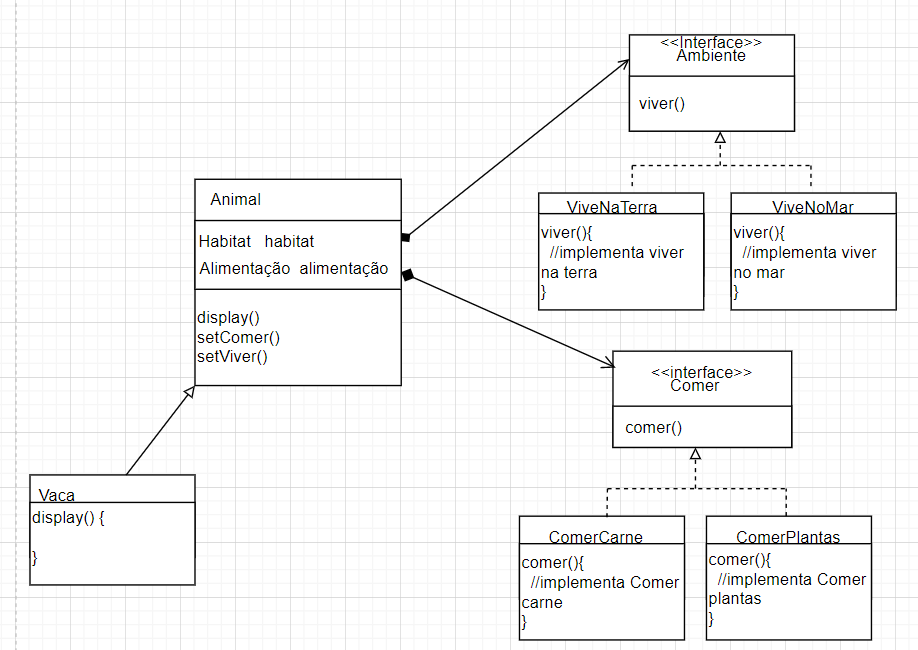 <<Interface>>
Ambiente
viver()
Animal
Habitat habitat
Alimentação alimentação
display()
setComer()
setViver()
ViveNaTerra
viver(){
//implementa viver
na terra
}
ViveNoMar
viver(){
//implementa viver
no mar
}
<<interface>>
Comer
comer()
Vaca
display() {
}
ComerCarne
comer(){
//implementa Comer
carne
}
ComerPlantas
comer(){
//implementa Comer
plantas
}